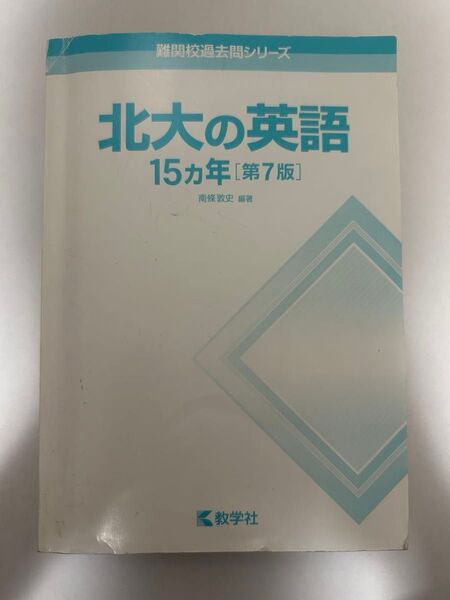 難関校過去問シリーズ
北大の英語
15ヵ年[第7版]
南條敦史 編著
教学社